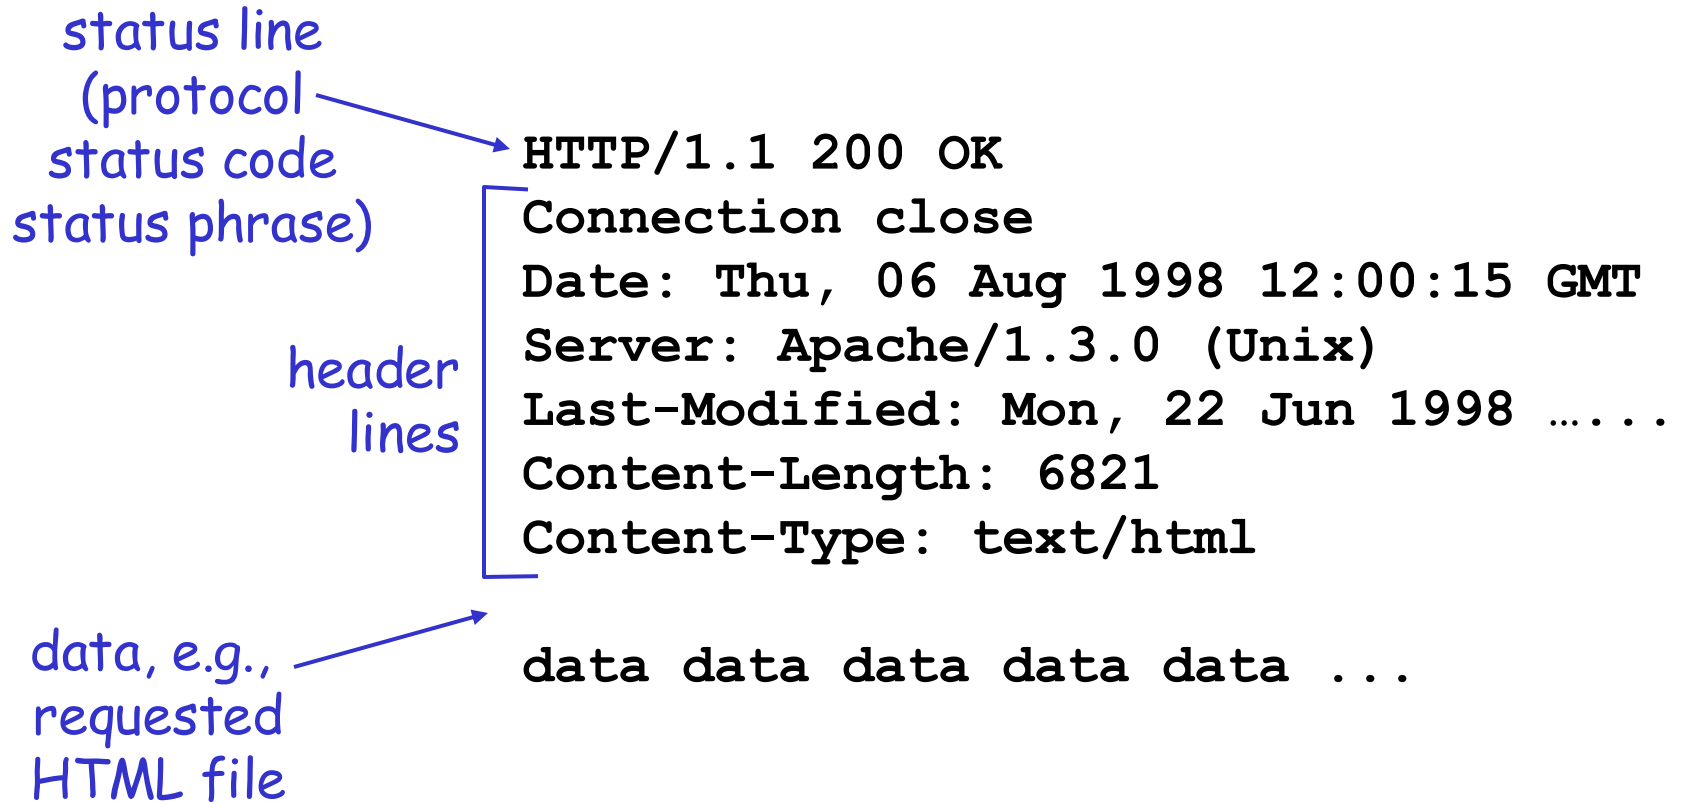 status line
(protocol
status code
status phrase)
HTTP/1.1 200 OK
Connection close
Date: Thu, 06 Aug 1998 12:00:15 GMT
Server: Apache/1.3.0 (Unix)
Last-Modified: Mon, 22 Jun 1998 …...
Content-Length: 6821
Content-Type: text/html
header
lines
data, e.g.,
requested
HTML file
data data data data data ...